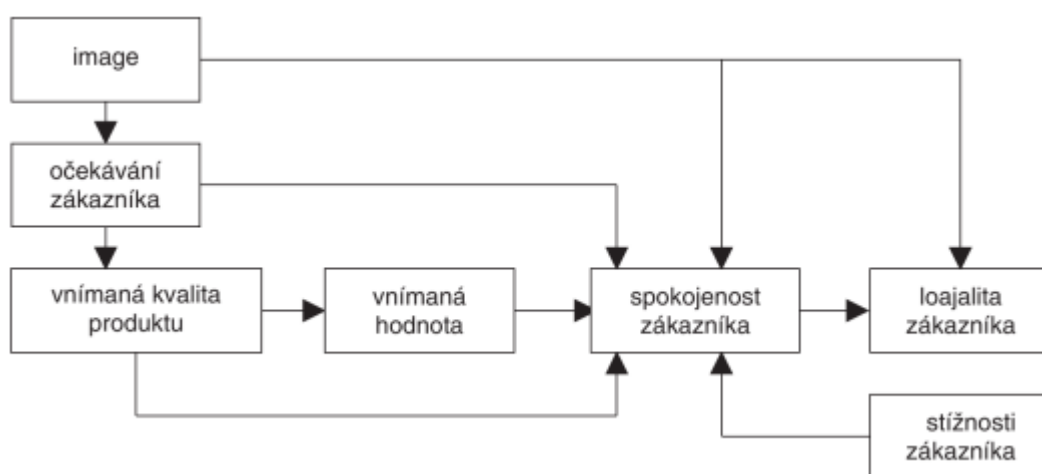 image
očekávání
zákazníka
vnímaná kvalita
produktu
vnímaná
hodnota
spokojenost
zákazníka
loajalita
zákazníka
stížnosti
zákazníka